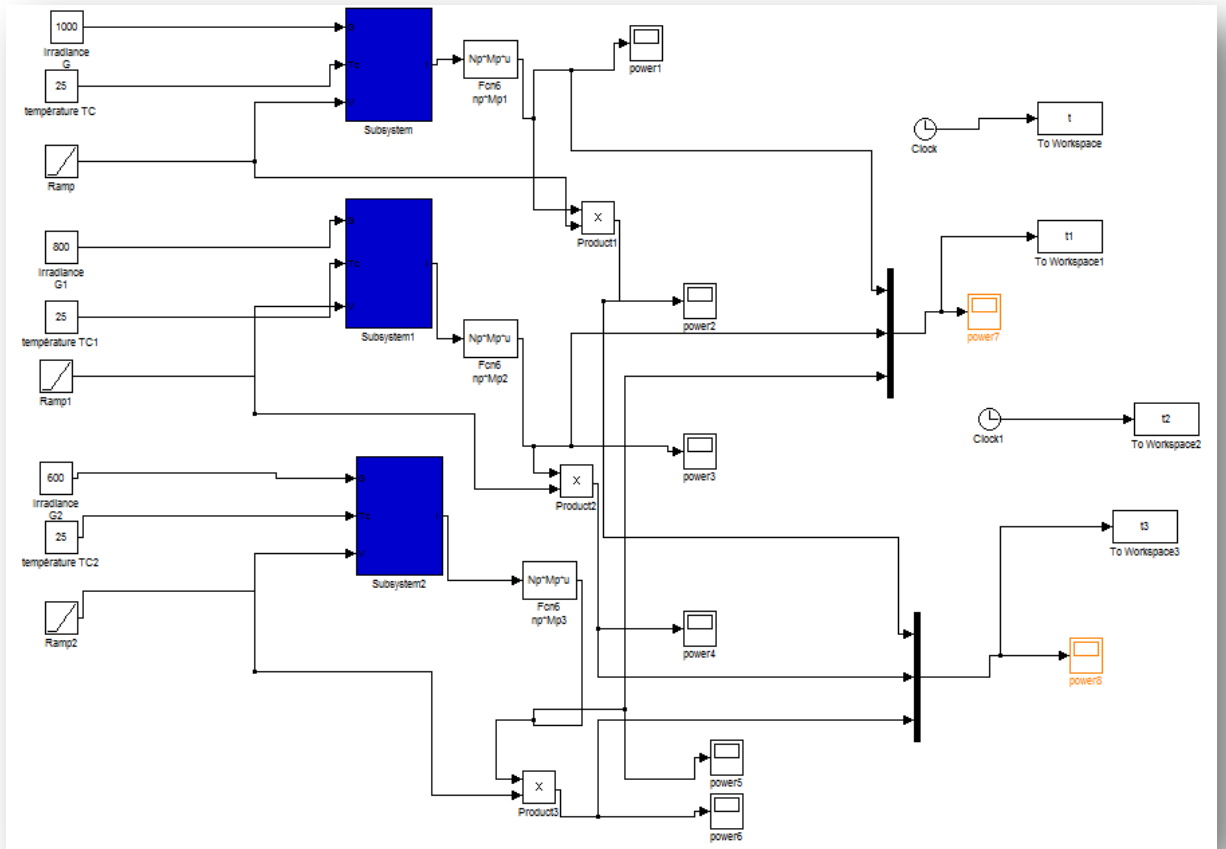 1000
Irradiance
G
25
température TC
Ramp
Tc
Subsystem
Np*Mp*u
Fcn6
np*Mp1
power1
Clock
t
To Workspace
x
Product1
800
Irradiance
G1
25
température TC1
Ramp1
Tc
Subsystem1
Np*Mp*u
Fcn6
np*Mp2
power2
t1
To Workspace1
power7
power3
Clock1
t2
To Workspace2
x
Product2
600
Irradiance
G2
25
température TC2
Ramp2
Tc
Subsystem2
Np*Mp*u
Fcn6
np*Mp3
power4
t3
To Workspace3
power8
x
Product3
power5
power6